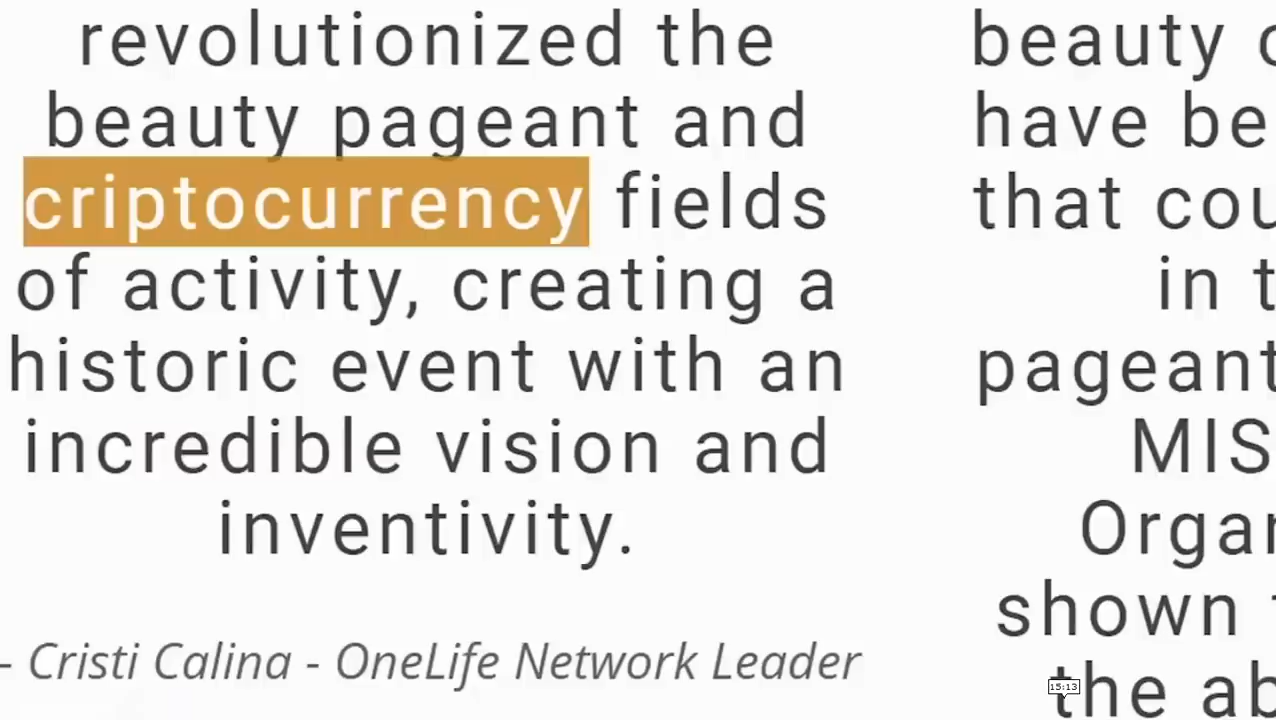 revolutionized the
beauty pageant and
criptocurrency fields
of activity, creating a
historic event with an
incredible vision and
inventivity.
- Cristi Calina - OneLife Network Leader
beauty
have be
that cou
in
pageant
MIS
Organ
shown
the ab
15:13